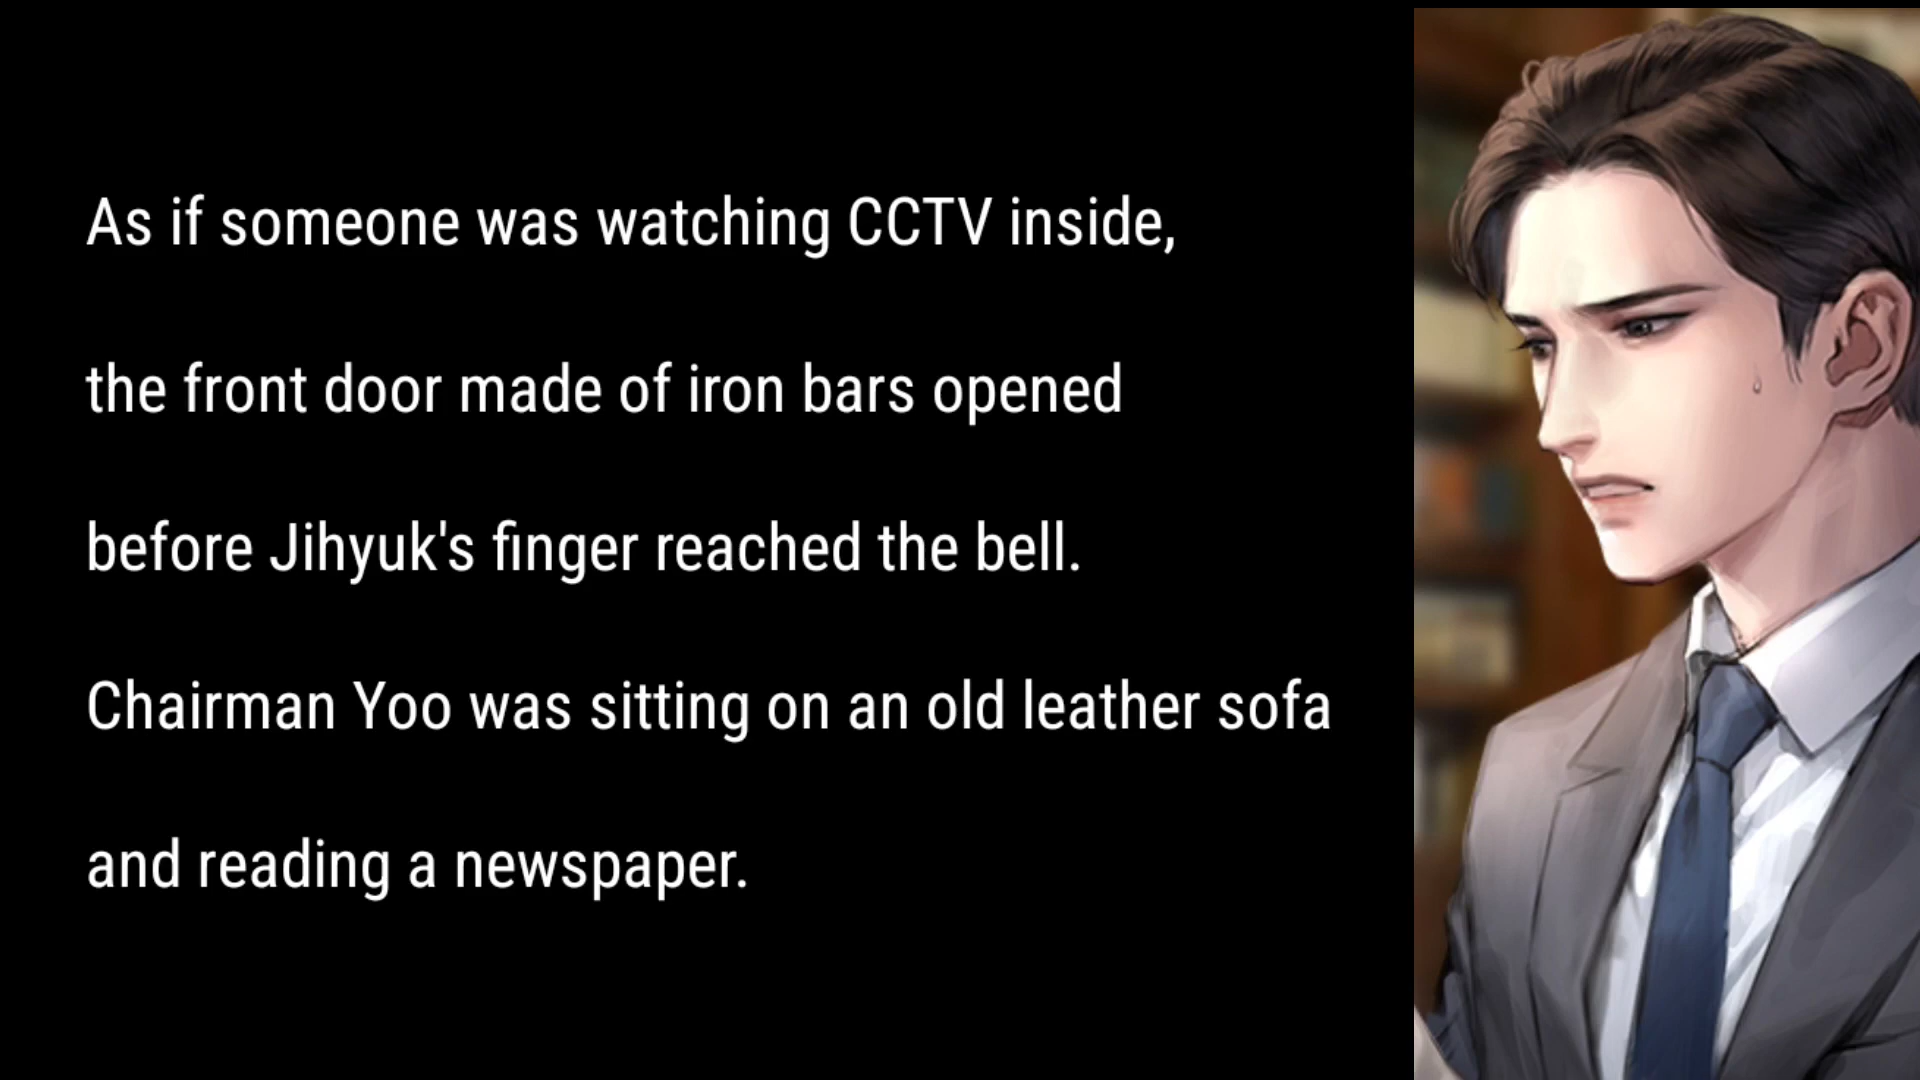 As if someone was watching CCTV inside,
the front door made of iron bars opened
before Jihyuk's finger reached the bell.
Chairman Yoo was sitting on an old leather sofa
and reading a newspaper.